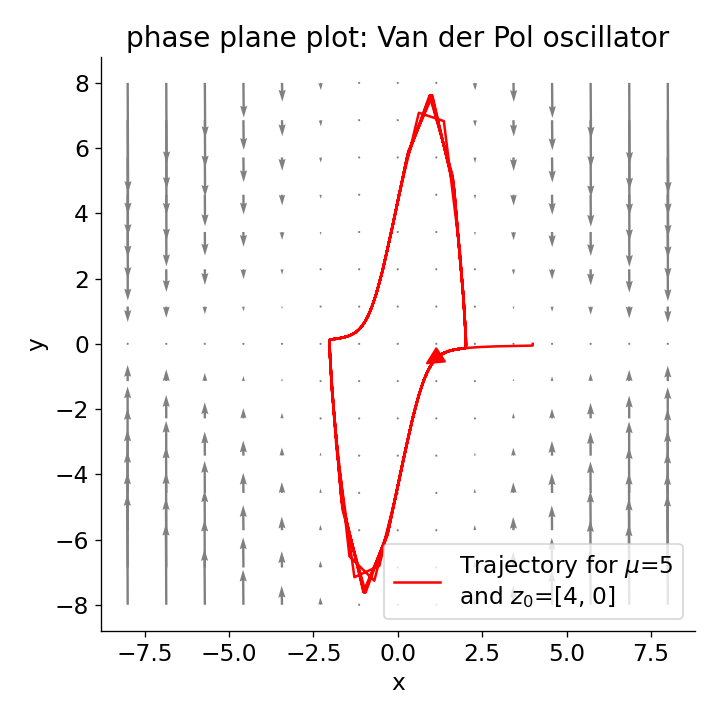 phase plane plot: Van der Pol oscillator
8
6
4
2
0
−2
−4
−6
−8
y
Trajectory for μ=5
and z₀=[4, 0]
−7.5 −5.0 −2.5 0.0 2.5 5.0 7.5
x